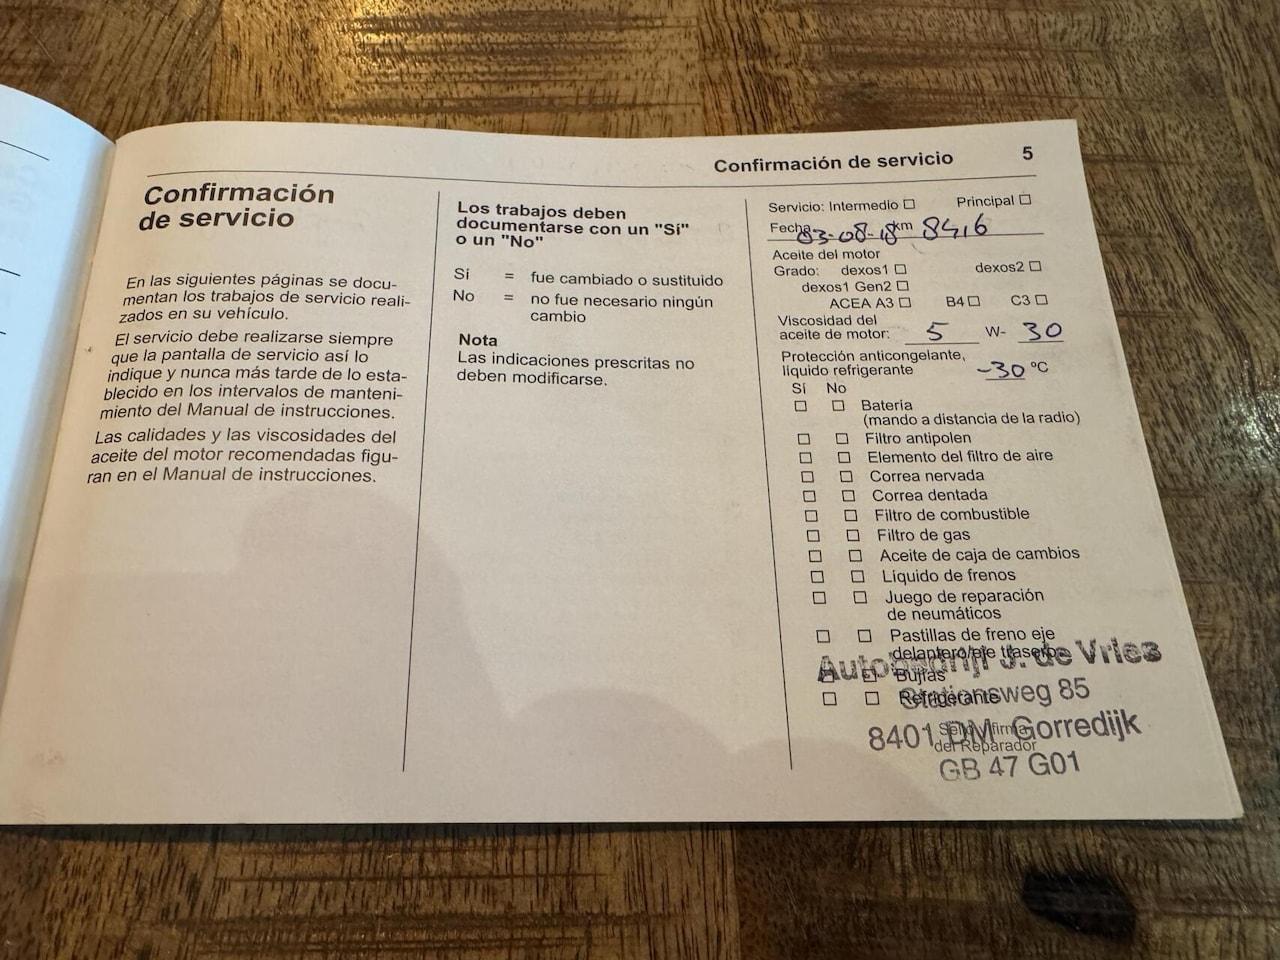 Confirmación de servicio 5
Confirmación
de servicio
En las siguientes páginas se docu-
mentan los trabajos de servicio reali-
zados en su vehículo.
El servicio debe realizarse siempre
que la pantalla de servicio así lo
indique y nunca más tarde de lo esta-
blecido en los intervalos de manteni-
miento del Manual de instrucciones.
Las calidades y las viscosidades del
aceite del motor recomendadas figu-
ran en el Manual de instrucciones.
Los trabajos deben
documentarse con un "Sí"
o un "No"
Sí = fue cambiado o sustituido
No = no fue necesario ningún
cambio
Nota
Las indicaciones prescritas no
deben modificarse.
Servicio: Intermedio ☐ Principal ☐
Fecha 03-08-18 km 8416
Aceite del motor
Grado: dexos1 ☐ dexos2 ☐
dexos1 Gen2 ☐
ACEA A3 ☐ B4 ☐ C3 ☐
Viscosidad del
aceite de motor: 5 W- 30
Protección anticongelante,
líquido refrigerante -30 °C
Sí No
☐ ☐ Batería
(mando a distancia de la radio)
☐ ☐ Filtro antipolen
☐ ☐ Elemento del filtro de aire
☐ ☐ Correa nervada
☐ ☐ Correa dentada
☐ ☐ Filtro de combustible
☐ ☐ Filtro de gas
☐ ☐ Aceite de caja de cambios
☐ ☐ Líquido de frenos
☐ ☐ Juego de reparación
de neumáticos
☐ ☐ Pastillas de freno eje
delantero/eje trasero
☐ ☐ Bujías
☐ ☐ Refrigerante
Sello y firma
del Reparador
Autobedrijf J. de Vries
Stationsweg 85
8401 DM Gorredijk
GB 47 G01